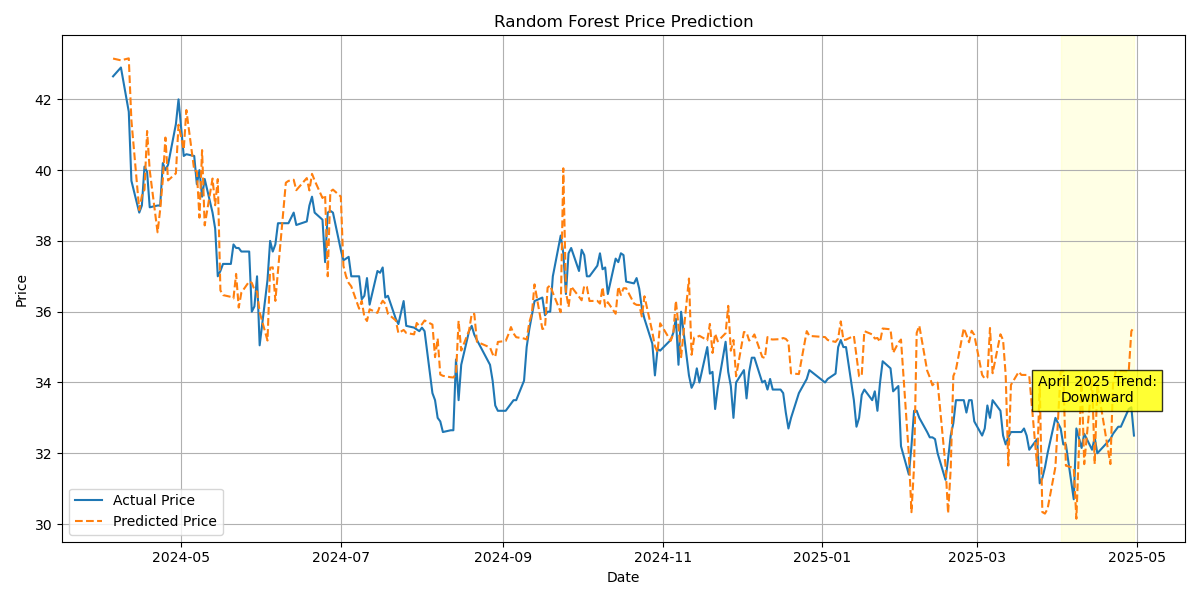 Random Forest Price Prediction
Price
42
40
38
36
34
32
30
April 2025 Trend:
Downward
Actual Price
Predicted Price
2024-05
2024-07
2024-09
2024-11
2025-01
2025-03
2025-05
Date